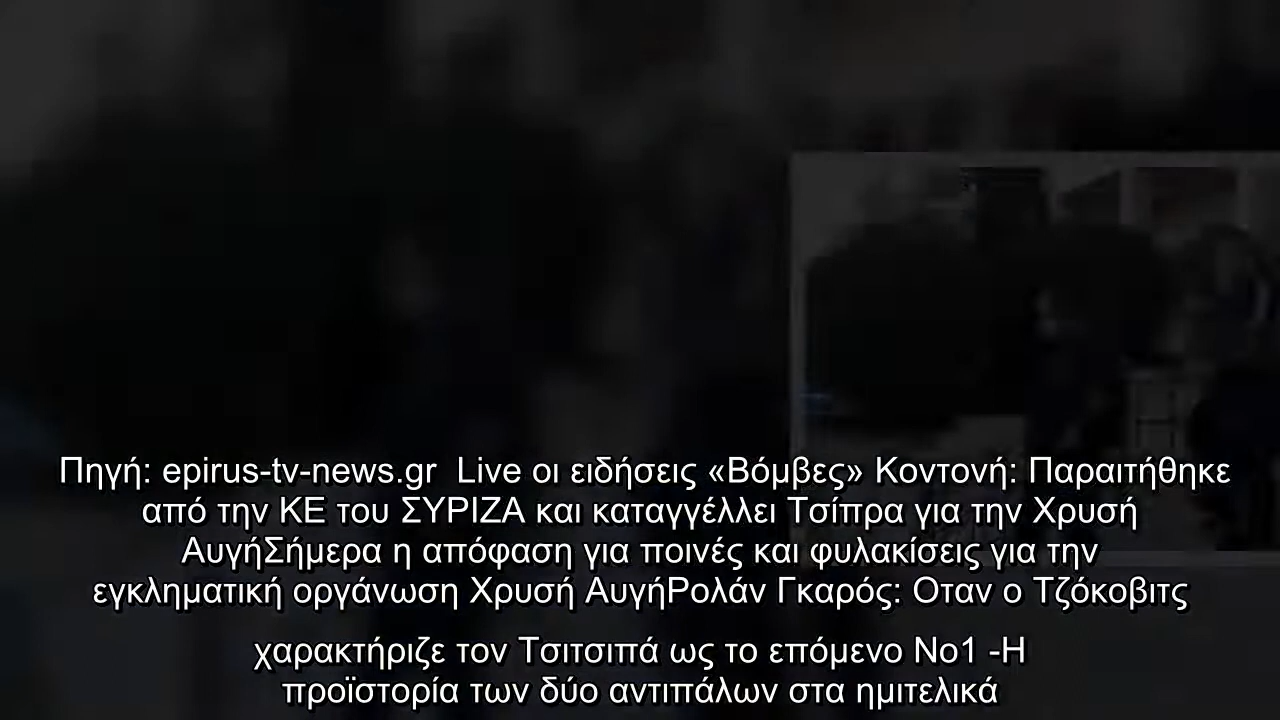 Πηγή: epirus-tv-news.gr  Live οι ειδήσεις «Βόμβες» Κοντονή: Παραιτήθηκε
από την ΚΕ του ΣΥΡΙΖΑ και καταγγέλλει Τσίπρα για την Χρυσή
ΑυγήΣήμερα η απόφαση για ποινές και φυλακίσεις για την
εγκληματική οργάνωση Χρυσή ΑυγήΡολάν Γκαρός: Οταν ο Τζόκοβιτς
χαρακτήριζε τον Τσιτσιπά ως το επόμενο Νο1 -Η
προϊστορία των δύο αντιπάλων στα ημιτελικά